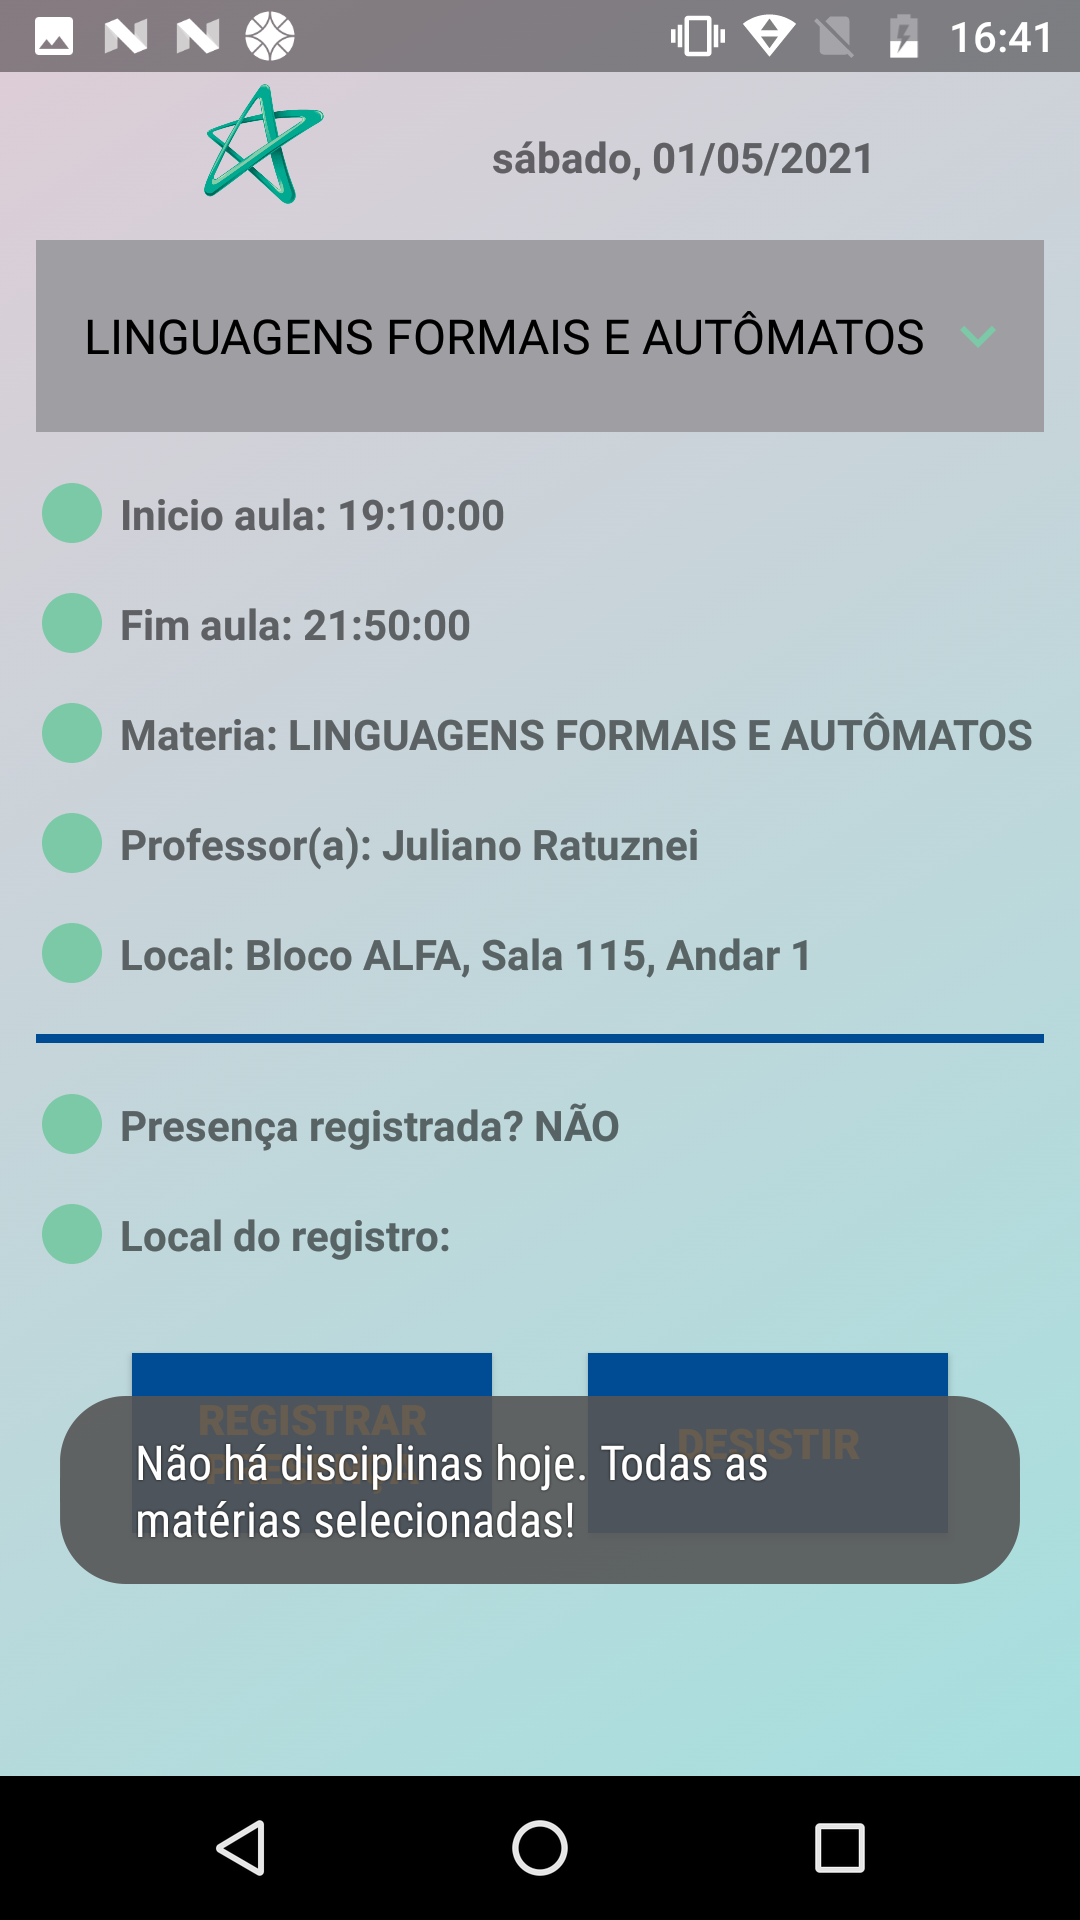 16:41
sábado, 01/05/2021
LINGUAGENS FORMAIS E AUTÔMATOS
Inicio aula: 19:10:00
Fim aula: 21:50:00
Materia: LINGUAGENS FORMAIS E AUTÔMATOS
Professor(a): Juliano Ratuznei
Local: Bloco ALFA, Sala 115, Andar 1
Presença registrada? NÃO
Local do registro:
REGISTRAR
DESISTIR
Não há disciplinas hoje. Todas as
matérias selecionadas!